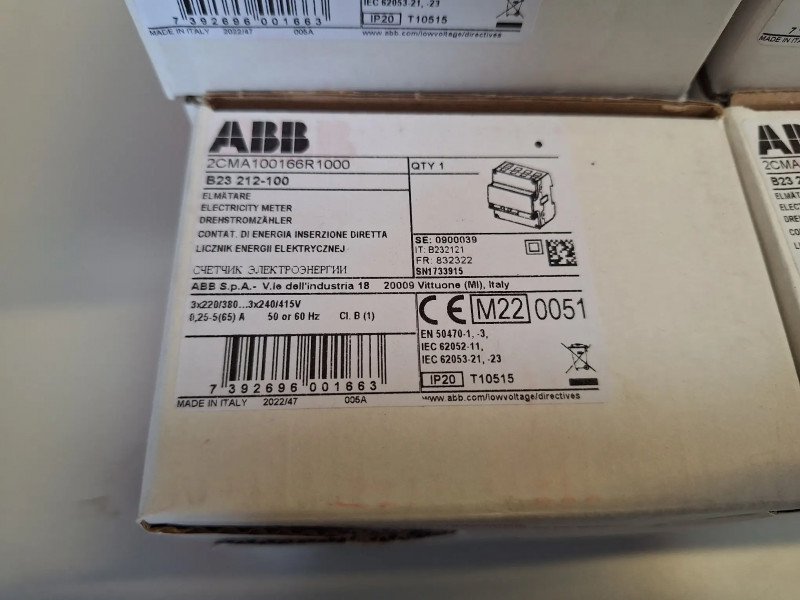 7 392696 001663
MADE IN ITALY 2022/47 005A
IEC 62053-21, -23
IP20 T10515
www.abb.com/lowvoltage/directives
MADE IN
ABB
2CMA100166R1000
B23 212-100
QTY 1
ELMÄTARE
ELECTRICITY METER
DREHSTROMZÄHLER
CONTAT. DI ENERGIA INSERZIONE DIRETTA
LICZNIK ENERGII ELEKTRYCZNEJ
СЧЕТЧИК ЭЛЕКТРОЭНЕРГИИ
SE: 0900039
IT: B232121
FR: 832322
SN1733915
ABB S.p.A.- V.le dell'industria 18 20009 Vittuone (MI), Italy
3x220/380...3x240/415V
0,25-5(65) A 50 or 60 Hz Cl. B (1)
CE M22 0051
EN 50470-1, -3,
IEC 62052-11,
IEC 62053-21, -23
IP20 T10515
7 392696 001663
MADE IN ITALY 2022/47 005A
www.abb.com/lowvoltage/directives